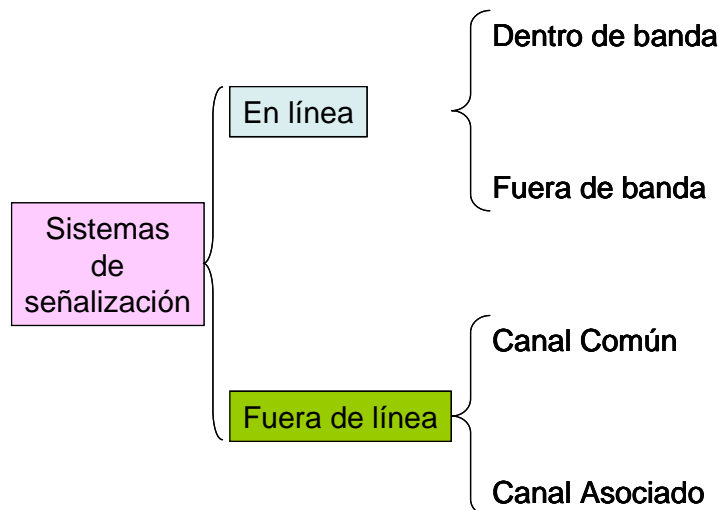 Dentro de banda
En línea
Fuera de banda
Sistemas
de
señalización
Canal Común
Fuera de línea
Canal Asociado